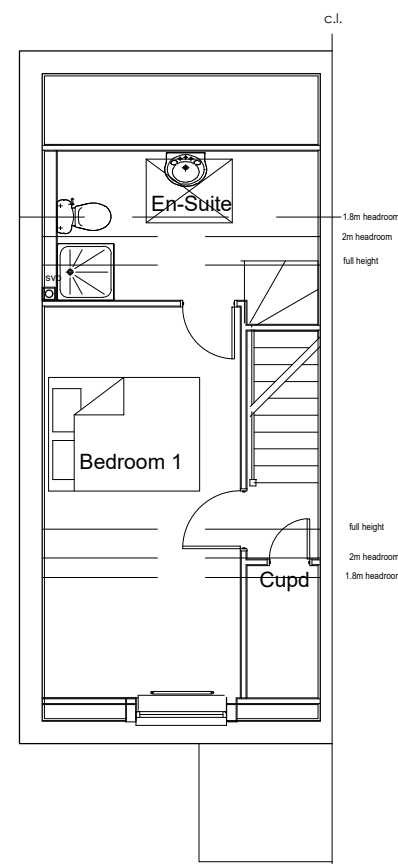 c.l.
En-Suite
1.8m headroom
2m headroom
full height
svp
Bedroom 1
full height
2m headroom
Cupd
1.8m headroom